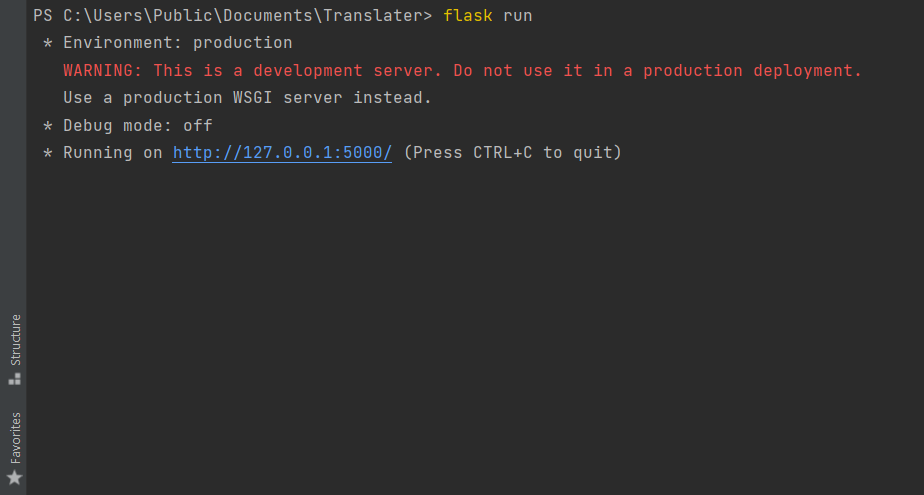 PS C:\Users\Public\Documents\Translater> flask run
* Environment: production
WARNING: This is a development server. Do not use it in a production deployment.
Use a production WSGI server instead.
* Debug mode: off
* Running on http://127.0.0.1:5000/ (Press CTRL+C to quit)
Structure
Favorites